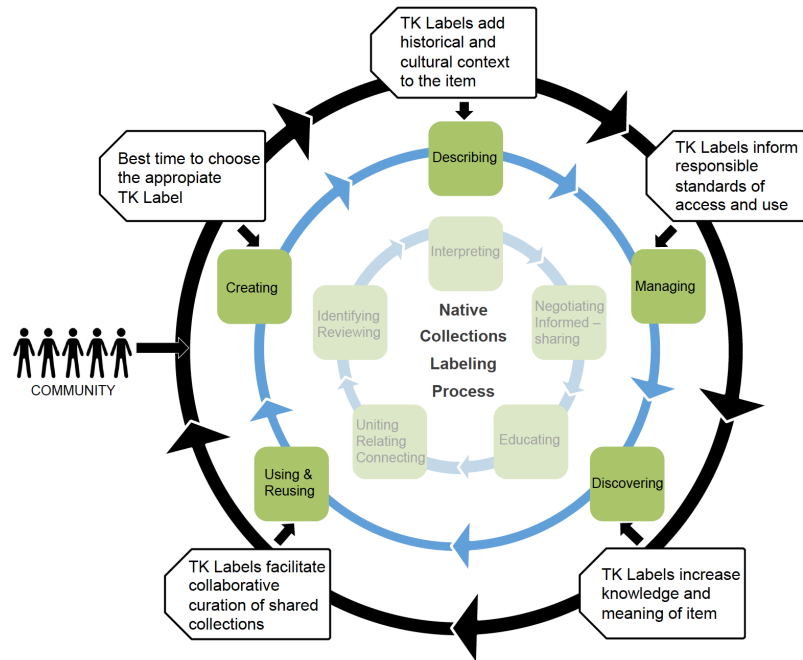 TK Labels add
historical and
cultural context
to the item
Best time to choose
the appropiate
TK Label
TK Labels inform
responsible
standards of
access and use
Describing
Creating
Managing
Interpreting
Identifying
Reviewing
Negotiating
Informed –
sharing
Native
Collections
Labeling
Process
COMMUNITY
Uniting
Relating
Connecting
Educating
Using &
Reusing
Discovering
TK Labels facilitate
collaborative
curation of shared
collections
TK Labels increase
knowledge and
meaning of item